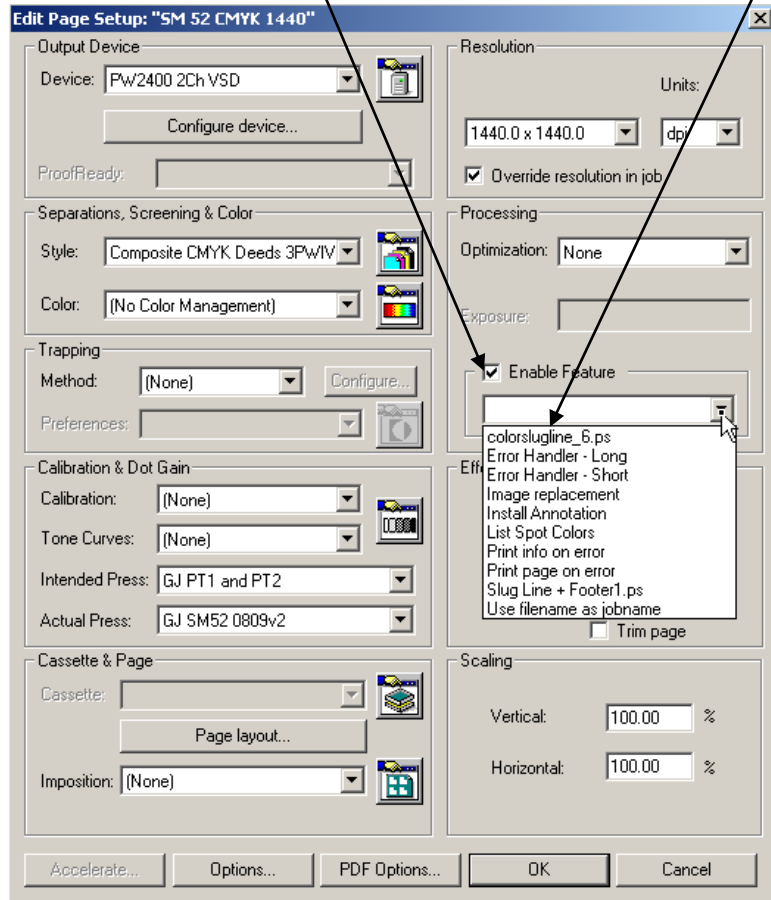 Edit Page Setup: "SM 52 CMYK 1440"
Output Device
Device: PW2400 2Ch VSD
Configure device...
ProofReady:
Separations, Screening & Color
Style: Composite CMYK Deeds 3PWIV
Color: (No Color Management)
Trapping
Method: (None) Configure...
Preferences:
Calibration & Dot Gain
Calibration: (None)
Tone Curves: (None)
Intended Press: GJ PT1 and PT2
Actual Press: GJ SM52 0809v2
Cassette & Page
Cassette:
Page layout...
Imposition: (None)
Resolution
Units:
1440.0 x 1440.0 dpi
Override resolution in job
Processing
Optimization: None
Exposure:
Enable Feature
colorslugline_6.ps
Error Handler - Long
Error Handler - Short
Image replacement
Install Annotation
List Spot Colors
Print info on error
Print page on error
Slug Line + Footer1.ps
Use filename as jobname
Trim page
Scaling
Vertical: 100.00 %
Horizontal: 100.00 %
Accelerate... Options... PDF Options... OK Cancel